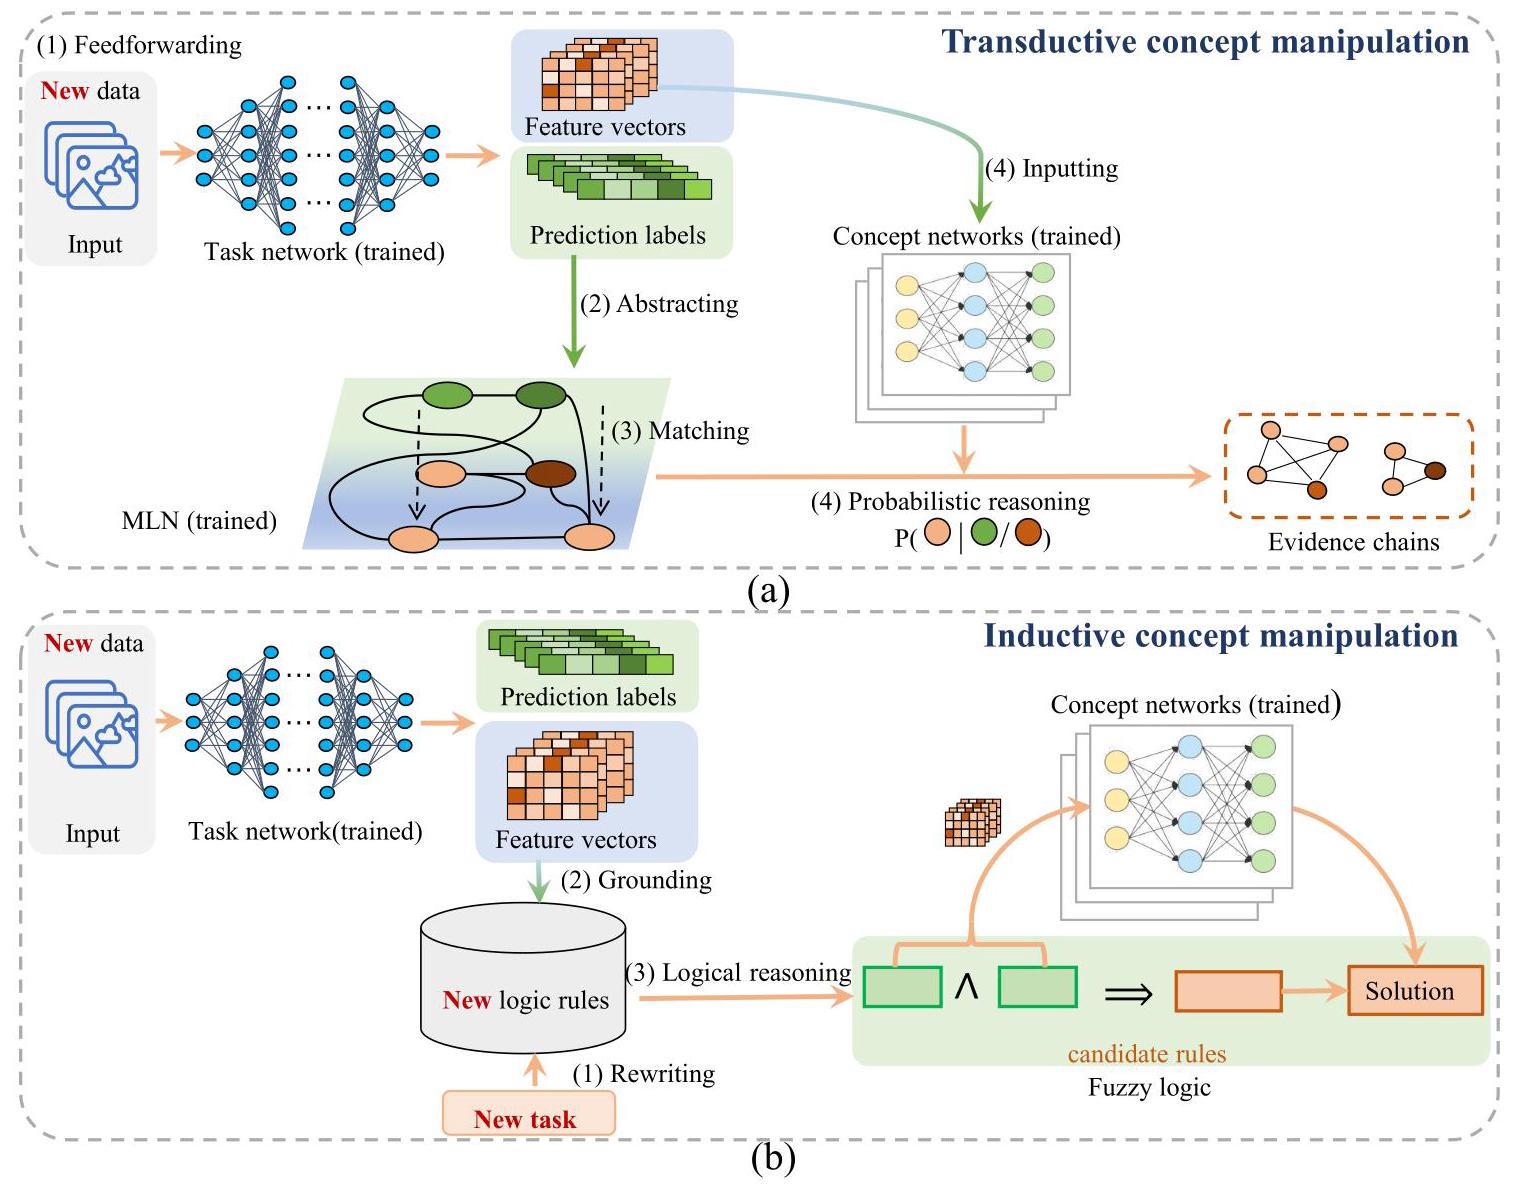 Transductive concept manipulation
(1) Feedforwarding
New data
Input
Task network (trained)
Feature vectors
Prediction labels
(4) Inputting
Concept networks (trained)
(2) Abstracting
(3) Matching
MLN (trained)
(4) Probabilistic reasoning
P( | / )
Evidence chains
(a)
Inductive concept manipulation
New data
Input
Task network(trained)
Prediction labels
Feature vectors
(2) Grounding
New logic rules
(1) Rewriting
New task
(3) Logical reasoning
Concept networks (trained)
∧ ⇒
Solution
candidate rules
Fuzzy logic
(b)